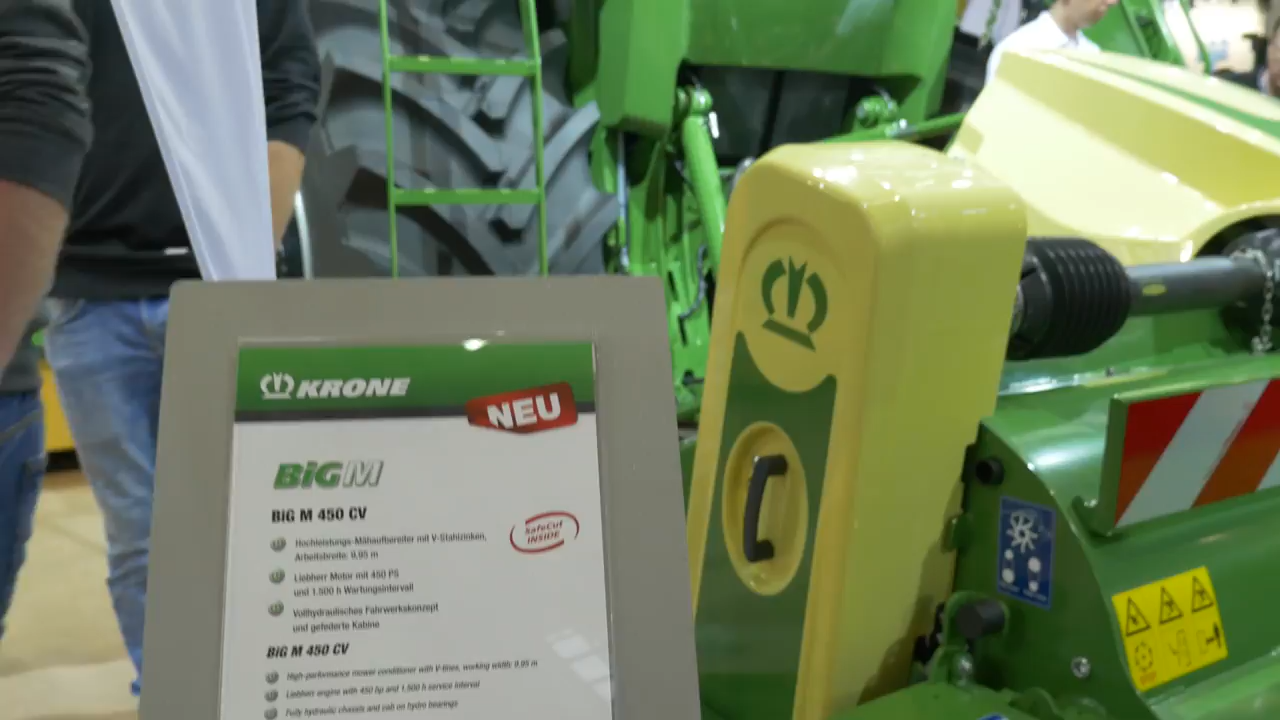 KRONE
NEU
BiG M
BiG M 450 CV
SafeCut
INSIDE
Hochleistungs-Mähaufbereiter mit V-Stahlzinken,
Arbeitsbreite: 9,95 m
Liebherr Motor mit 450 PS
und 1.500 h Wartungsintervall
Vollhydraulisches Fahrwerkskonzept
und gefederte Kabine
BiG M 450 CV
High-performance mower conditioner with V-tines, working width: 9.95 m
Liebherr engine with 450 hp and 1,500 h service interval
Fully hydraulic chassis and cab on hydro bearings